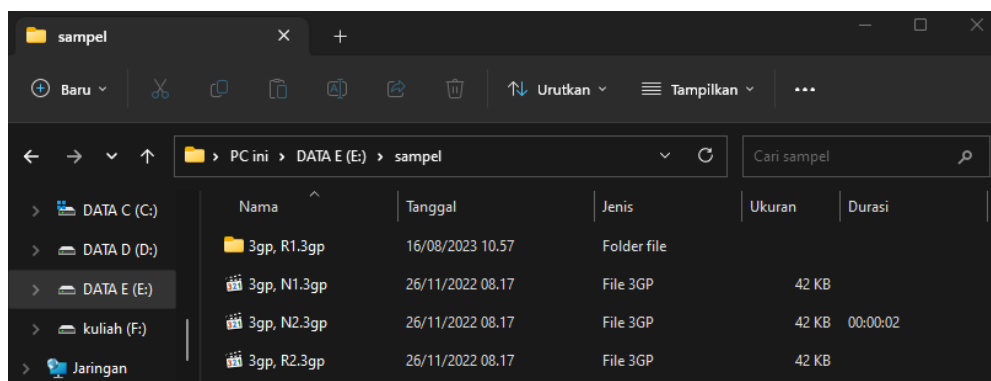 sampel
Baru
Urutkan
Tampilkan
PC ini > DATA E (E:) > sampel
Cari sampel
DATA C (C:)
DATA D (D:)
DATA E (E:)
kuliah (F:)
Jaringan
Nama Tanggal Jenis Ukuran Durasi
3gp, R1.3gp 16/08/2023 10.57 Folder file
3gp, N1.3gp 26/11/2022 08.17 File 3GP 42 KB
3gp, N2.3gp 26/11/2022 08.17 File 3GP 42 KB 00:00:02
3gp, R2.3gp 26/11/2022 08.17 File 3GP 42 KB